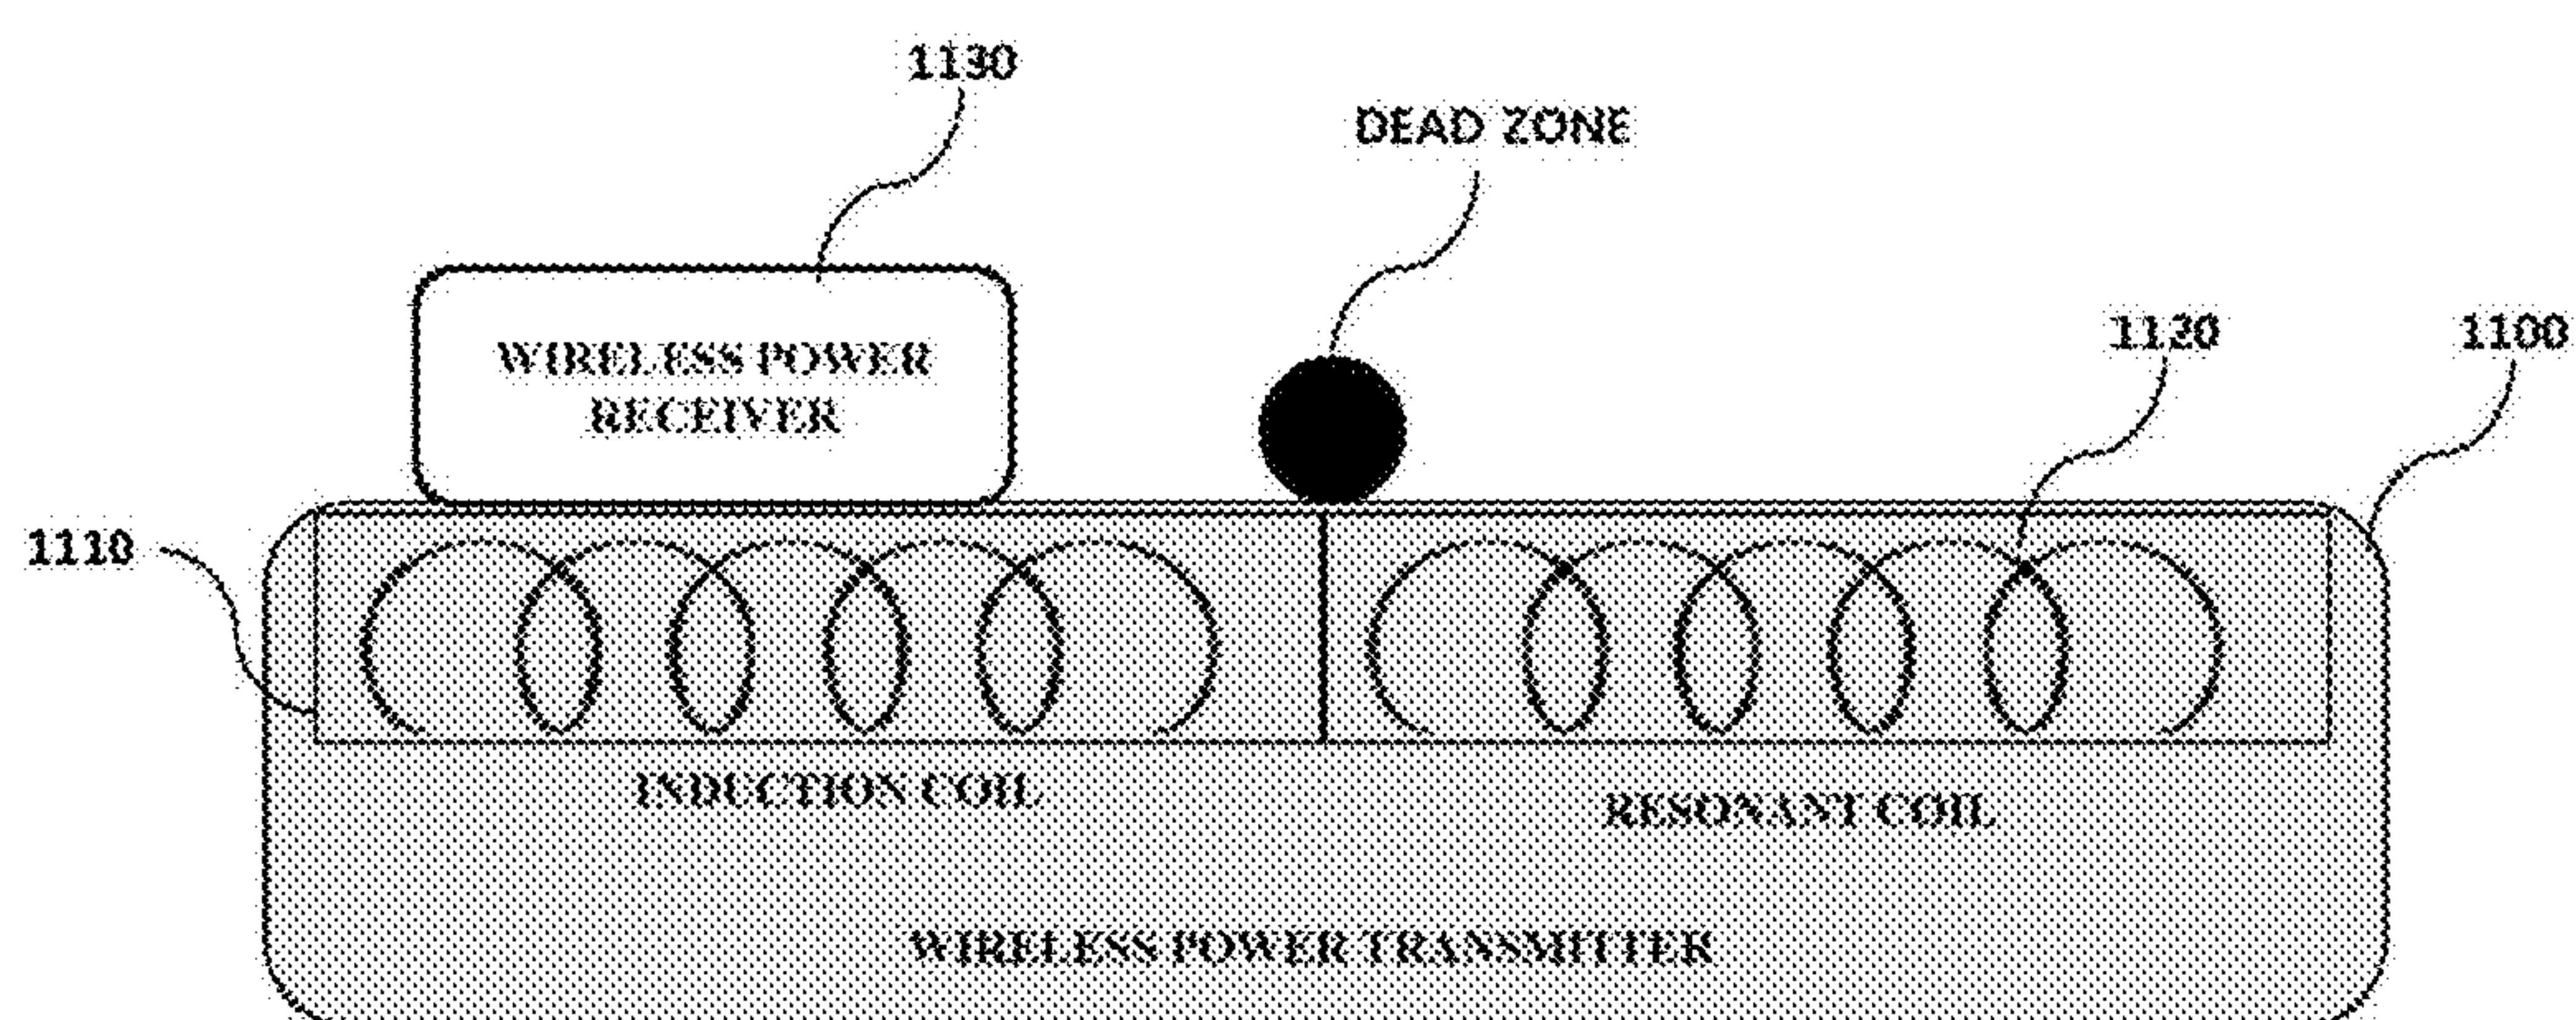 1130
DEAD ZONE
1120
1100
WIRELESS POWER
RECEIVER
1110
INDUCTION COIL
RESONANT COIL
WIRELESS POWER TRANSMITTER